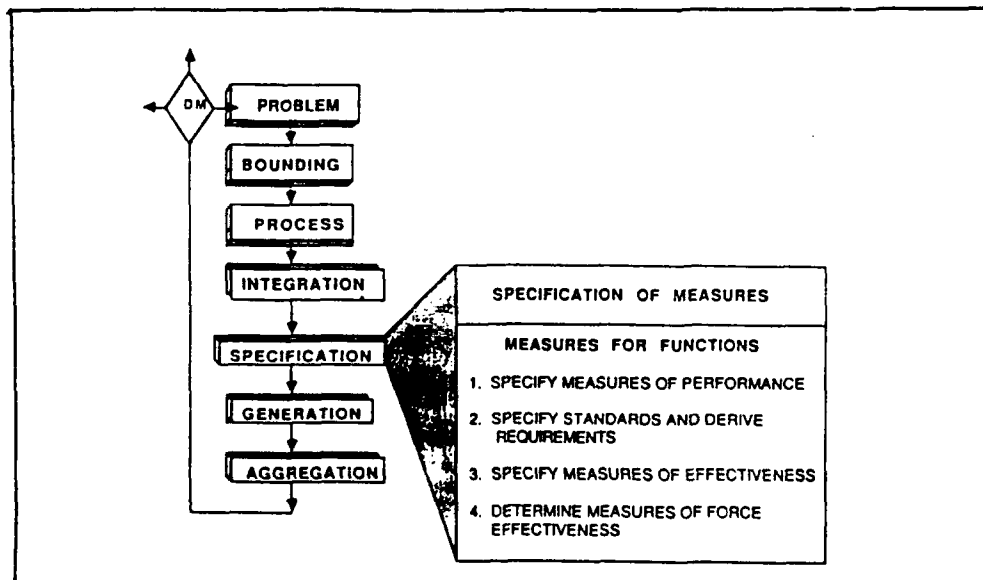 DM
PROBLEM
BOUNDING
PROCESS
INTEGRATION
SPECIFICATION
GENERATION
AGGREGATION
SPECIFICATION OF MEASURES
MEASURES FOR FUNCTIONS
1. SPECIFY MEASURES OF PERFORMANCE
2. SPECIFY STANDARDS AND DERIVE
REQUIREMENTS
3. SPECIFY MEASURES OF EFFECTIVENESS
4. DETERMINE MEASURES OF FORCE
EFFECTIVENESS